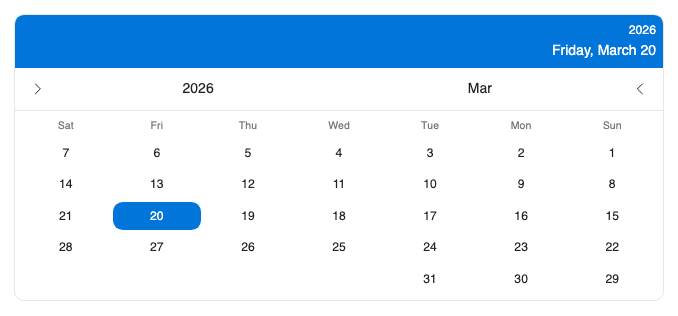 2026
Friday, March 20
2026 Mar
Sat Fri Thu Wed Tue Mon Sun
7 6 5 4 3 2 1
14 13 12 11 10 9 8
21 20 19 18 17 16 15
28 27 26 25 24 23 22
31 30 29